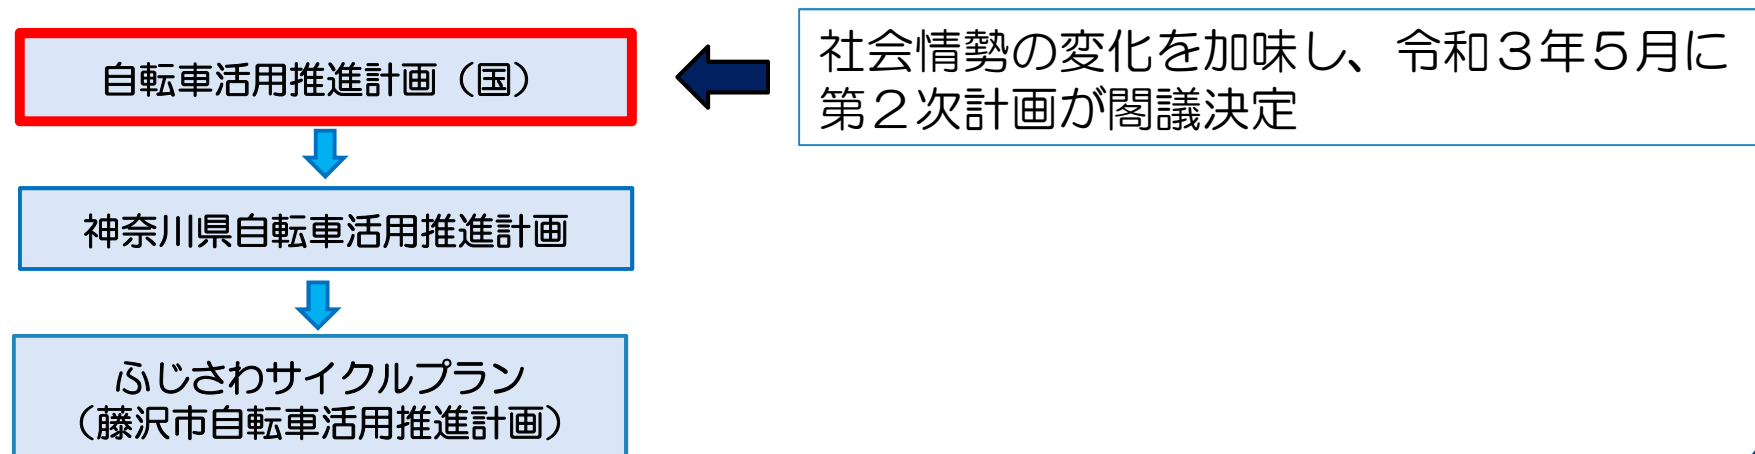 自転車活用推進計画（国）
社会情勢の変化を加味し、令和３年５月に
第２次計画が閣議決定
神奈川県自転車活用推進計画
ふじさわサイクルプラン
（藤沢市自転車活用推進計画）